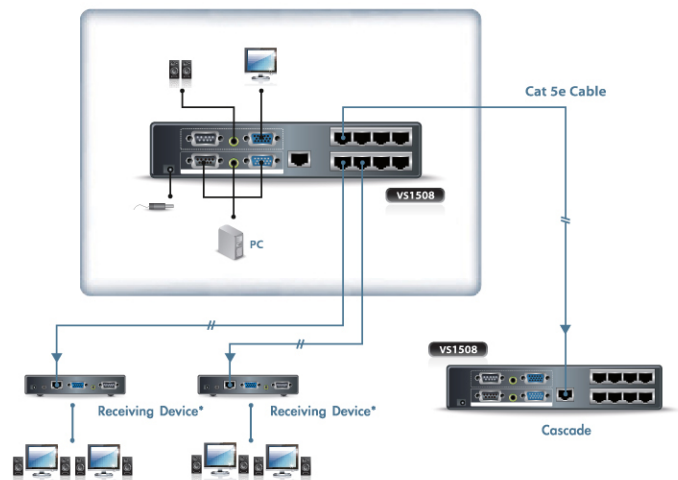 Cat 5e Cable
VS1508
PC
VS1508
Receiving Device*
Receiving Device*
Cascade